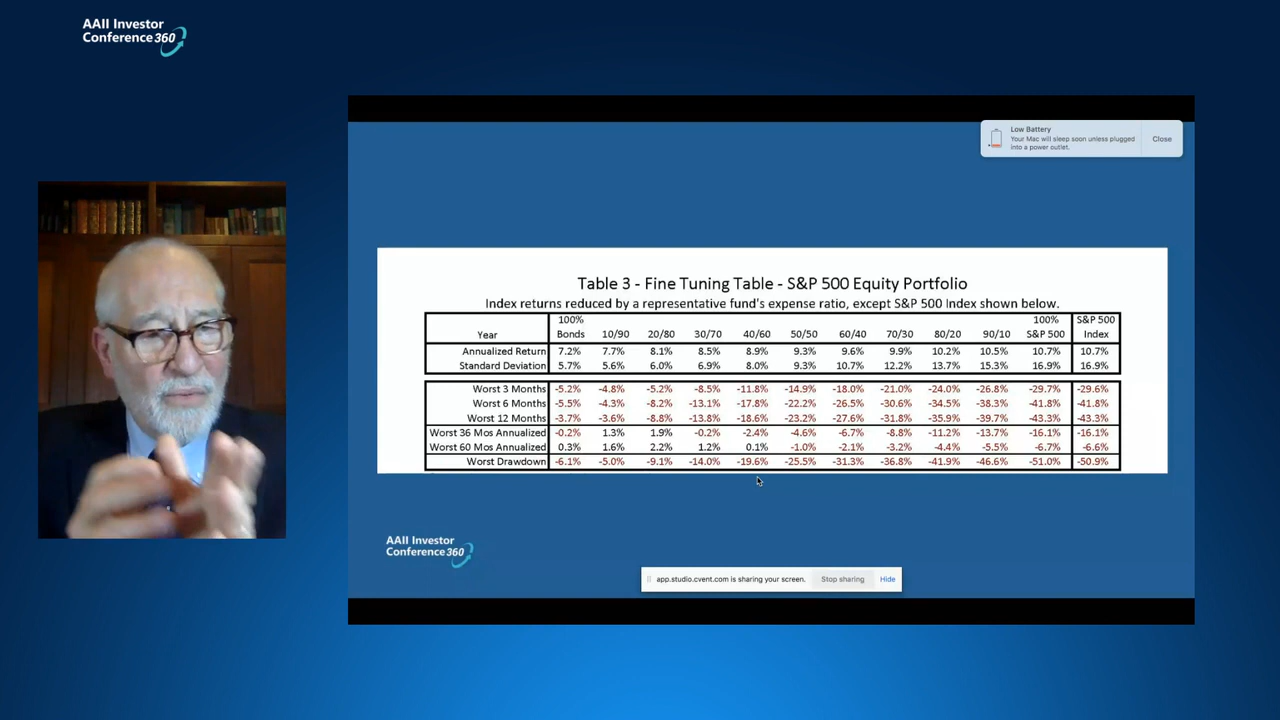 AAII Investor
Conference 360
Low Battery
Your Mac will sleep soon unless plugged
into a power outlet.
Close
Table 3 - Fine Tuning Table - S&P 500 Equity Portfolio
Index returns reduced by a representative fund's expense ratio, except S&P 500 Index shown below.
100% 100% S&P 500
Year Bonds 10/90 20/80 30/70 40/60 50/50 60/40 70/30 80/20 90/10 S&P 500 Index
Annualized Return 7.2% 7.7% 8.1% 8.5% 8.9% 9.3% 9.6% 9.9% 10.2% 10.5% 10.7% 10.7%
Standard Deviation 5.7% 5.6% 6.0% 6.9% 8.0% 9.3% 10.7% 12.2% 13.7% 15.3% 16.9% 16.9%
Worst 3 Months -5.2% -4.8% -5.2% -8.5% -11.8% -14.9% -18.0% -21.0% -24.0% -26.8% -29.7% -29.6%
Worst 6 Months -5.5% -4.3% -8.2% -13.1% -17.8% -22.2% -26.5% -30.6% -34.5% -38.3% -41.8% -41.8%
Worst 12 Months -3.7% -3.6% -8.8% -13.8% -18.6% -23.2% -27.6% -31.8% -35.9% -39.7% -43.3% -43.3%
Worst 36 Mos Annualized -0.2% 1.3% 1.9% -0.2% -2.4% -4.6% -6.7% -8.8% -11.2% -13.7% -16.1% -16.1%
Worst 60 Mos Annualized 0.3% 1.6% 2.2% 1.2% 0.1% -1.0% -2.1% -3.2% -4.4% -5.5% -6.7% -6.6%
Worst Drawdown -6.1% -5.0% -9.1% -14.0% -19.6% -25.5% -31.3% -36.8% -41.9% -46.6% -51.0% -50.9%
AAII Investor
Conference 360
app.studio.cvent.com is sharing your screen. Stop sharing Hide